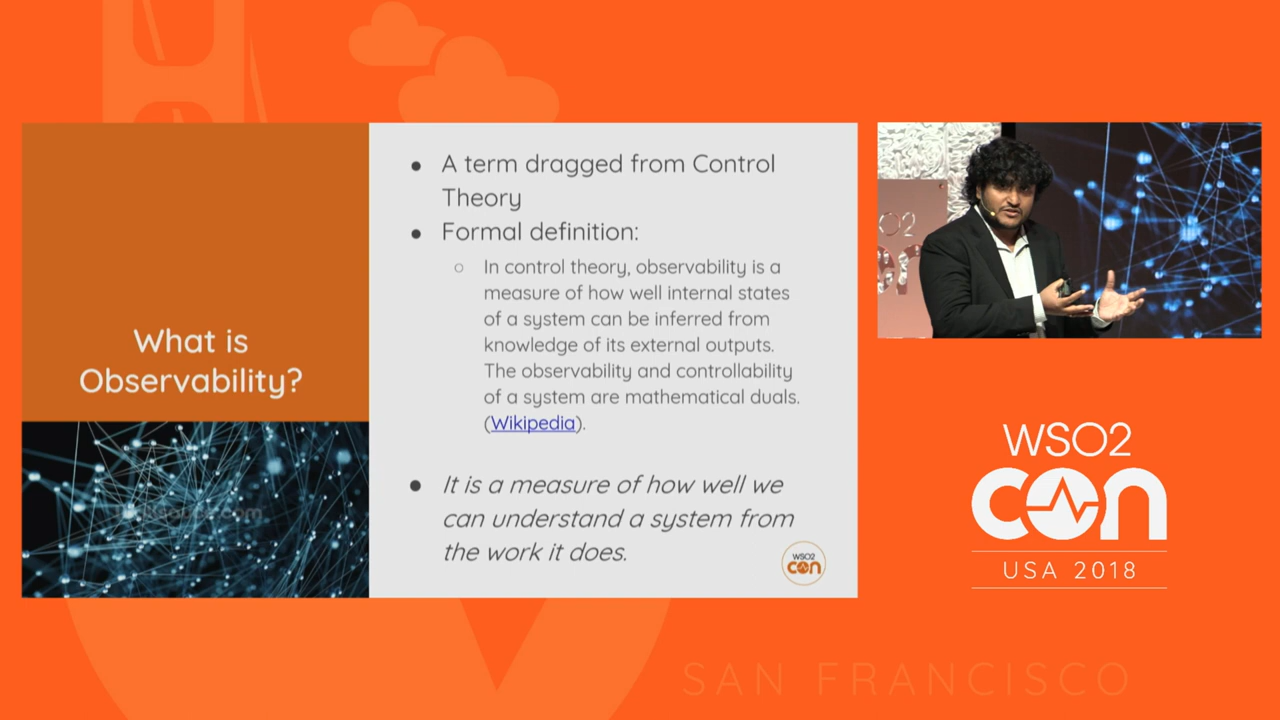 What is
Observability?
● A term dragged from Control
Theory
● Formal definition:
○ In control theory, observability is a
measure of how well internal states
of a system can be inferred from
knowledge of its external outputs.
The observability and controllability
of a system are mathematical duals.
(Wikipedia).
● It is a measure of how well we
can understand a system from
the work it does.
WSO2
con
WSO2
con
USA 2018
SAN FRANCISCO